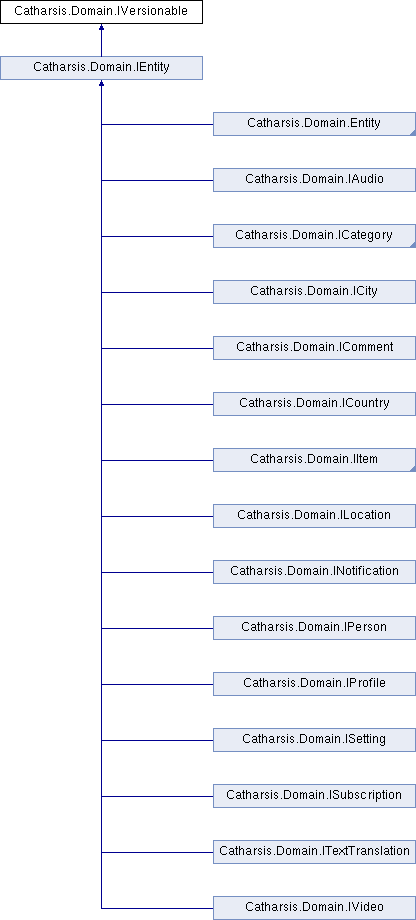 Catharsis.Domain.IVersionable
Catharsis.Domain.IEntity
Catharsis.Domain.Entity
Catharsis.Domain.IAudio
Catharsis.Domain.ICategory
Catharsis.Domain.ICity
Catharsis.Domain.IComment
Catharsis.Domain.ICountry
Catharsis.Domain.IItem
Catharsis.Domain.ILocation
Catharsis.Domain.INotification
Catharsis.Domain.IPerson
Catharsis.Domain.IProfile
Catharsis.Domain.ISetting
Catharsis.Domain.ISubscription
Catharsis.Domain.ITextTranslation
Catharsis.Domain.IVideo